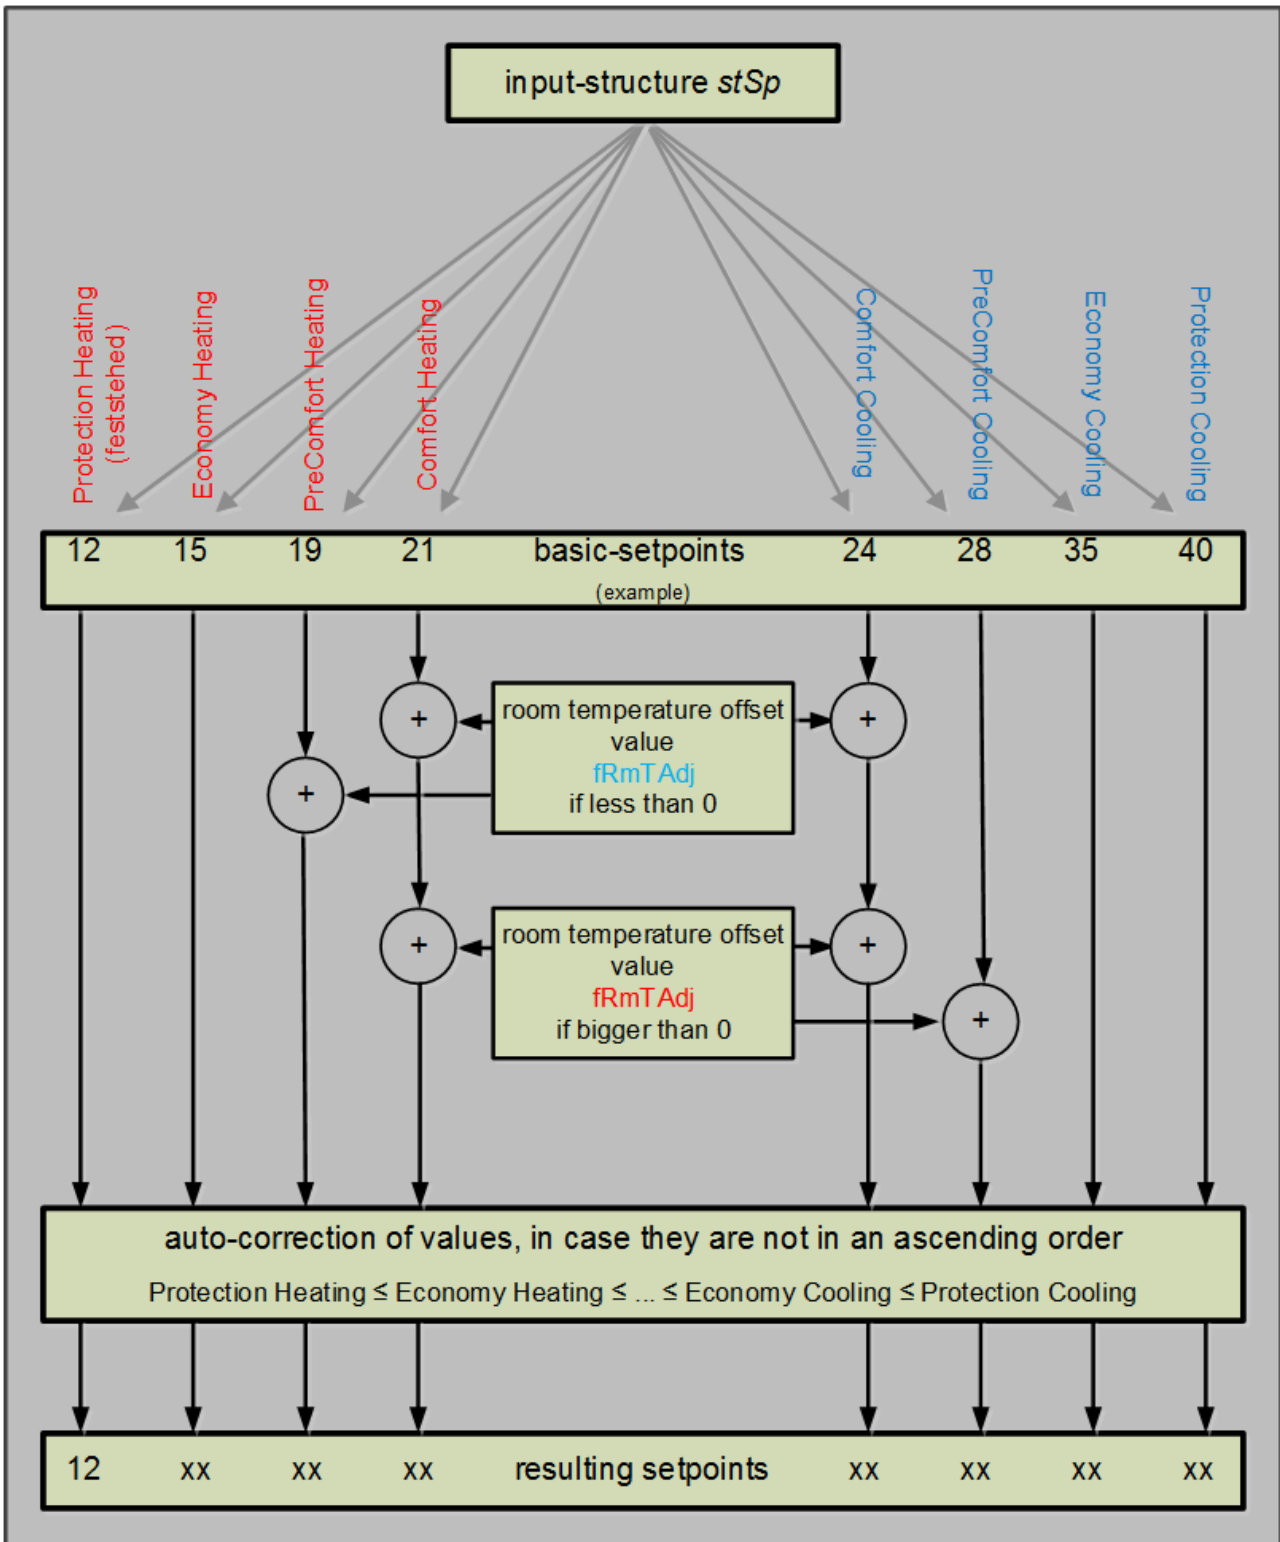 input-structure stSp
Protection Heating
(feststehed)
Economy Heating
PreComfort Heating
Comfort Heating
Comfort Cooling
PreComfort Cooling
Economy Cooling
Protection Cooling
12 15 19 21 basic-setpoints 24 28 35 40
(example)
room temperature offset
value
fRmTAdj
if less than 0
+ +
+
room temperature offset
value
fRmTAdj
if bigger than 0
+ +
+
auto-correction of values, in case they are not in an ascending order
Protection Heating ≤ Economy Heating ≤ ... ≤ Economy Cooling ≤ Protection Cooling
12 xx xx xx resulting setpoints xx xx xx xx